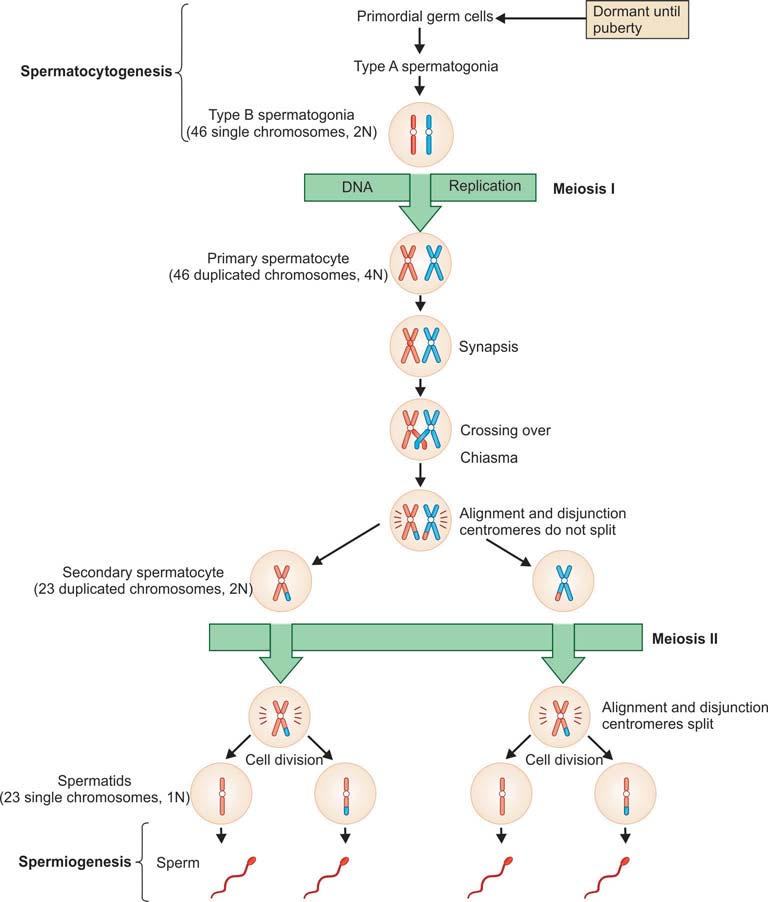 Primordial germ cells
Dormant until
puberty
Spermatocytogenesis
Type A spermatogonia
Type B spermatogonia
(46 single chromosomes, 2N)
DNA
Replication
Meiosis I
Primary spermatocyte
(46 duplicated chromosomes, 4N)
Synapsis
Crossing over
Chiasma
Alignment and disjunction
centromeres do not split
Secondary spermatocyte
(23 duplicated chromosomes, 2N)
Meiosis II
Alignment and disjunction
centromeres split
Cell division
Cell division
Spermatids
(23 single chromosomes, 1N)
Spermiogenesis
Sperm